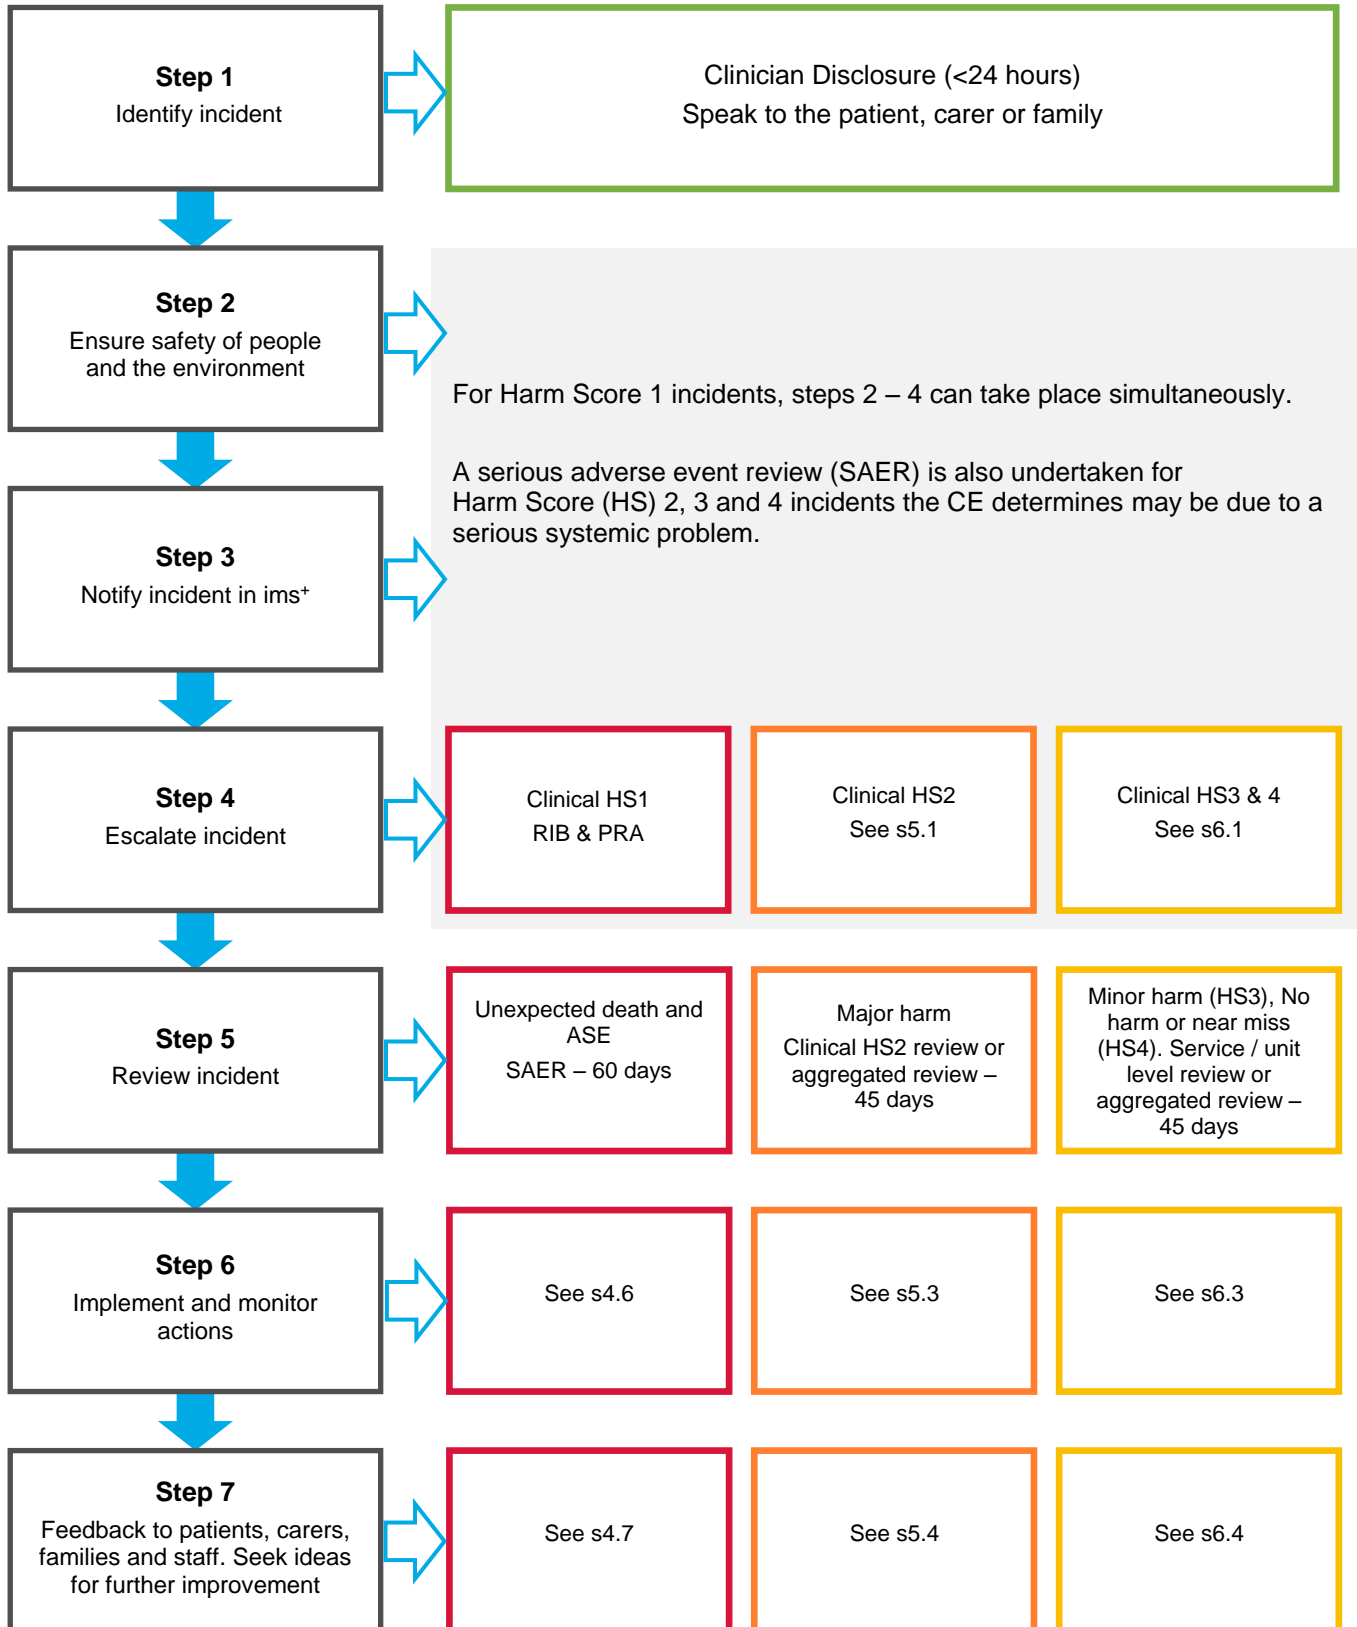 Step 1
Identify incident
Clinician Disclosure (<24 hours)
Speak to the patient, carer or family
Step 2
Ensure safety of people
and the environment
For Harm Score 1 incidents, steps 2 – 4 can take place simultaneously.
A serious adverse event review (SAER) is also undertaken for
Harm Score (HS) 2, 3 and 4 incidents the CE determines may be due to a
serious systemic problem.
Step 3
Notify incident in ims⁺
Step 4
Escalate incident
Clinical HS1
RIB & PRA
Clinical HS2
See s5.1
Clinical HS3 & 4
See s6.1
Step 5
Review incident
Unexpected death and
ASE
SAER – 60 days
Major harm
Clinical HS2 review or
aggregated review –
45 days
Minor harm (HS3), No
harm or near miss
(HS4). Service / unit
level review or
aggregated review –
45 days
Step 6
Implement and monitor
actions
See s4.6
See s5.3
See s6.3
Step 7
Feedback to patients, carers,
families and staff. Seek ideas
for further improvement
See s4.7
See s5.4
See s6.4